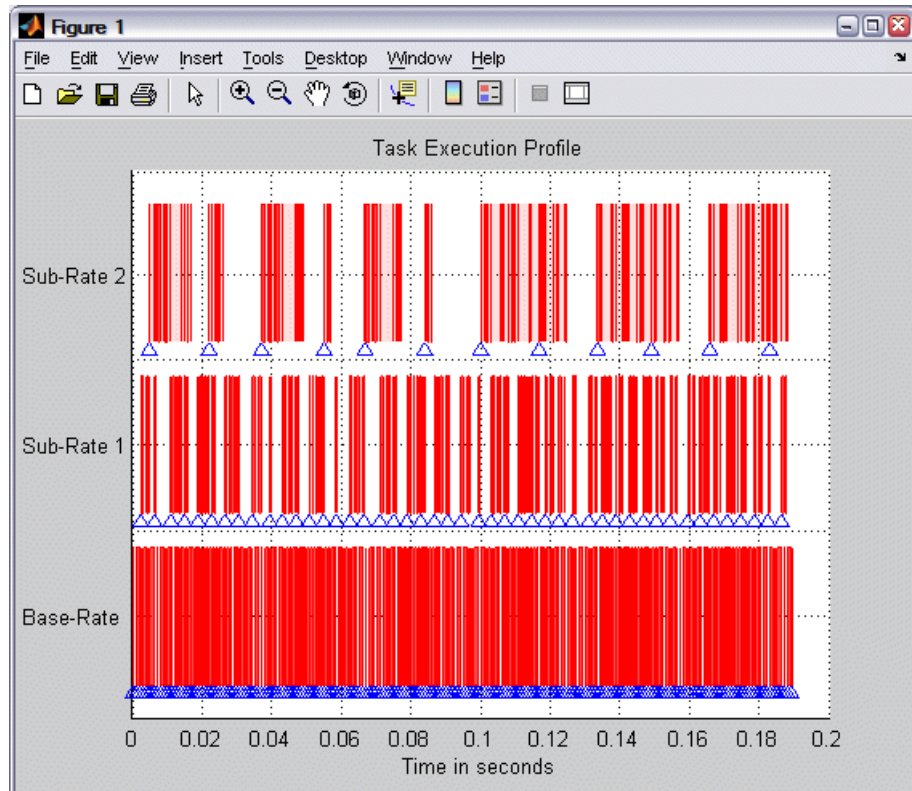 Figure 1
File Edit View Insert Tools Desktop Window Help
Task Execution Profile
Sub-Rate 2
Sub-Rate 1
Base-Rate
0 0.02 0.04 0.06 0.08 0.1 0.12 0.14 0.16 0.18 0.2
Time in seconds